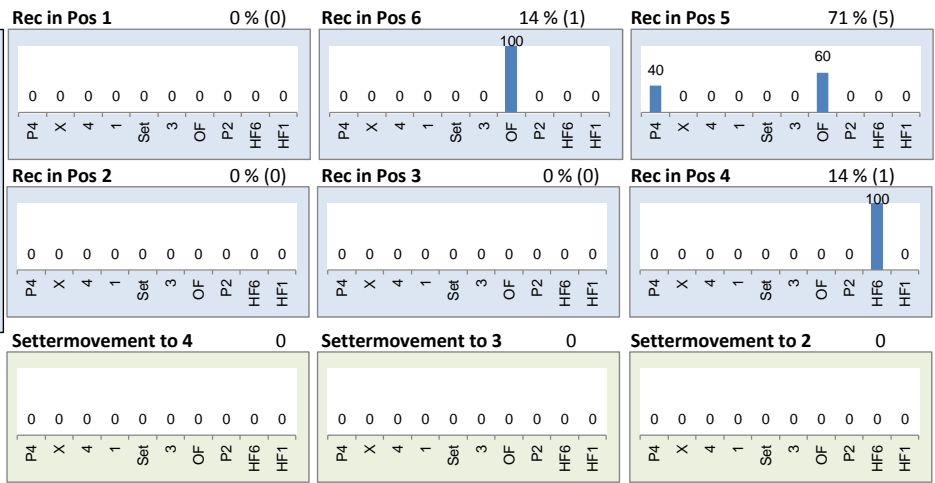 Rec in Pos 1 0 % (0) Rec in Pos 6 14 % (1) Rec in Pos 5 71 % (5)
100
60
40
0 0 0 0 0 0 0 0 0 0 0 0 0 0 0 0 0 0 0 0 0 0 0 0 0 0 0
P4 X 4 1 Set 3 OF P2 HF6 HF1 P4 X 4 1 Set 3 OF P2 HF6 HF1 P4 X 4 1 Set 3 OF P2 HF6 HF1
Rec in Pos 2 0 % (0) Rec in Pos 3 0 % (0) Rec in Pos 4 14 % (1)
100
0 0 0 0 0 0 0 0 0 0 0 0 0 0 0 0 0 0 0 0 0 0 0 0 0 0 0 0 0
P4 X 4 1 Set 3 OF P2 HF6 HF1 P4 X 4 1 Set 3 OF P2 HF6 HF1 P4 X 4 1 Set 3 OF P2 HF6 HF1
Settermovement to 4 0 Settermovement to 3 0 Settermovement to 2 0
0 0 0 0 0 0 0 0 0 0 0 0 0 0 0 0 0 0 0 0 0 0 0 0 0 0 0 0 0 0
P4 X 4 1 Set 3 OF P2 HF6 HF1 P4 X 4 1 Set 3 OF P2 HF6 HF1 P4 X 4 1 Set 3 OF P2 HF6 HF1